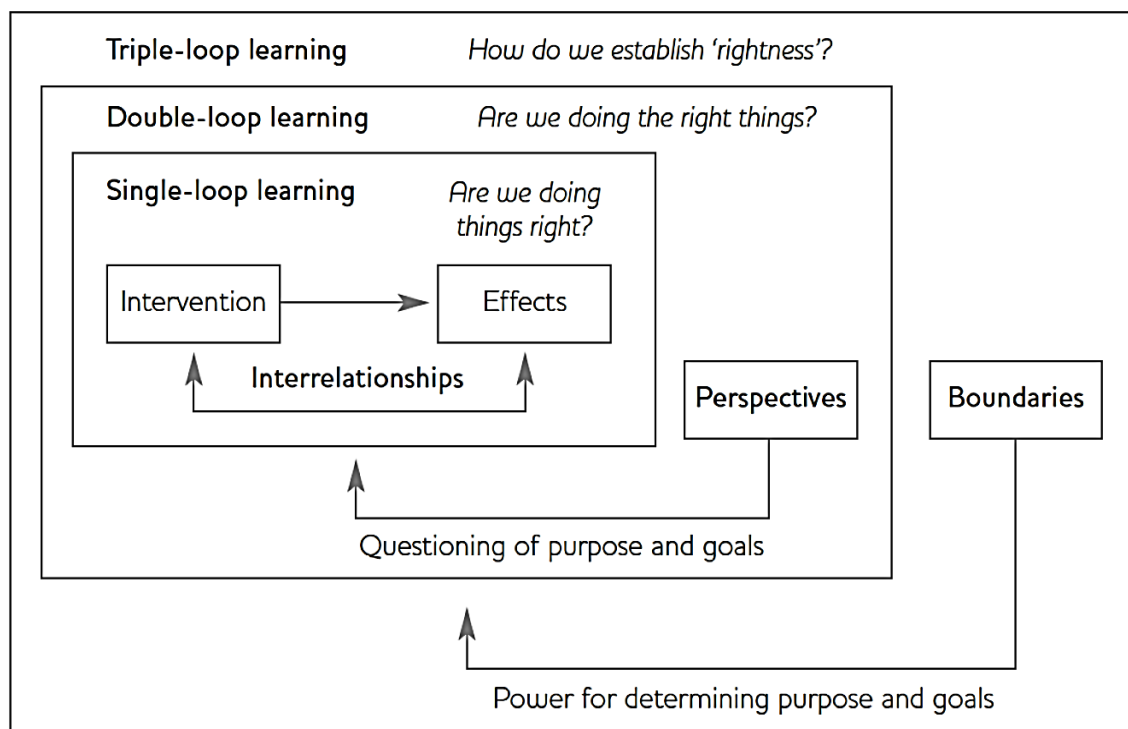 Triple-loop learning How do we establish ‘rightness’?
Double-loop learning Are we doing the right things?
Single-loop learning Are we doing
things right?
Intervention Effects
Interrelationships
Perspectives Boundaries
Questioning of purpose and goals
Power for determining purpose and goals